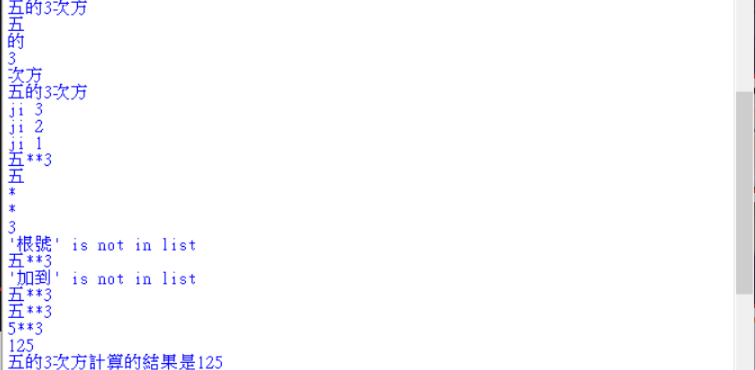 五的3次方
五
的
3
次方
五的3次方
ji 3
ji 2
ji 1
五**3
五
*
*
3
'根號' is not in list
五**3
'加到' is not in list
五**3
五**3
5**3
125
五的3次方計算的結果是125